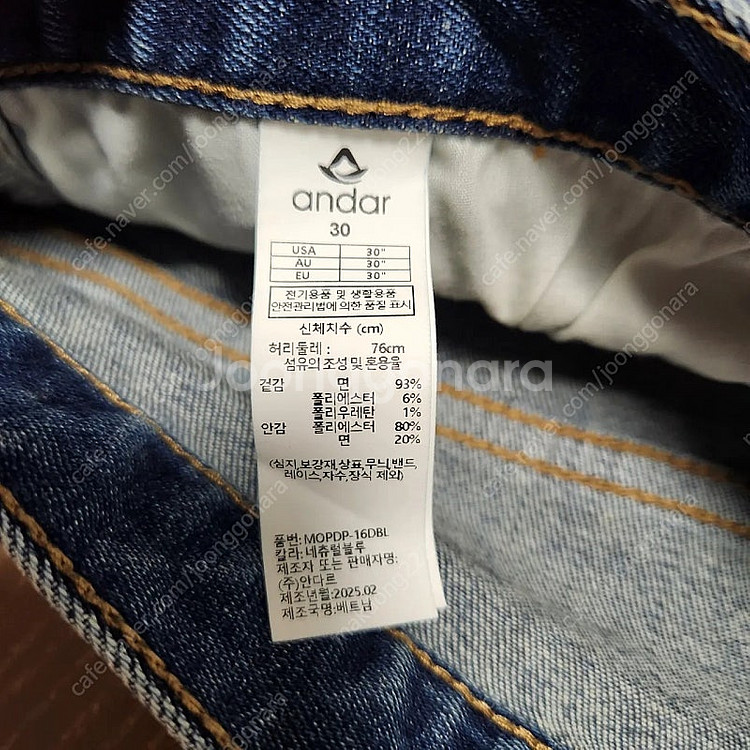 andar
30
USA 30"
AU 30"
EU 30"
전기용품 및 생활용품
안전관리법에 의한 품질 표시
신체치수 (cm)
허리둘레 : 76cm
섬유의 조성 및 혼용율
겉감 면 93%
폴리에스터 6%
폴리우레탄 1%
안감 폴리에스터 80%
면 20%
(심지,보강재,상표,무늬,밴드,
레이스,자수,장식 제외)
품번: MOPDP-16DBL
칼라: 네츄럴블루
제조자 또는 판매자명:
(주)안다르
제조년월:2025.02
제조국명:베트남
Joonggonara
cafe.naver.com/joonggonara